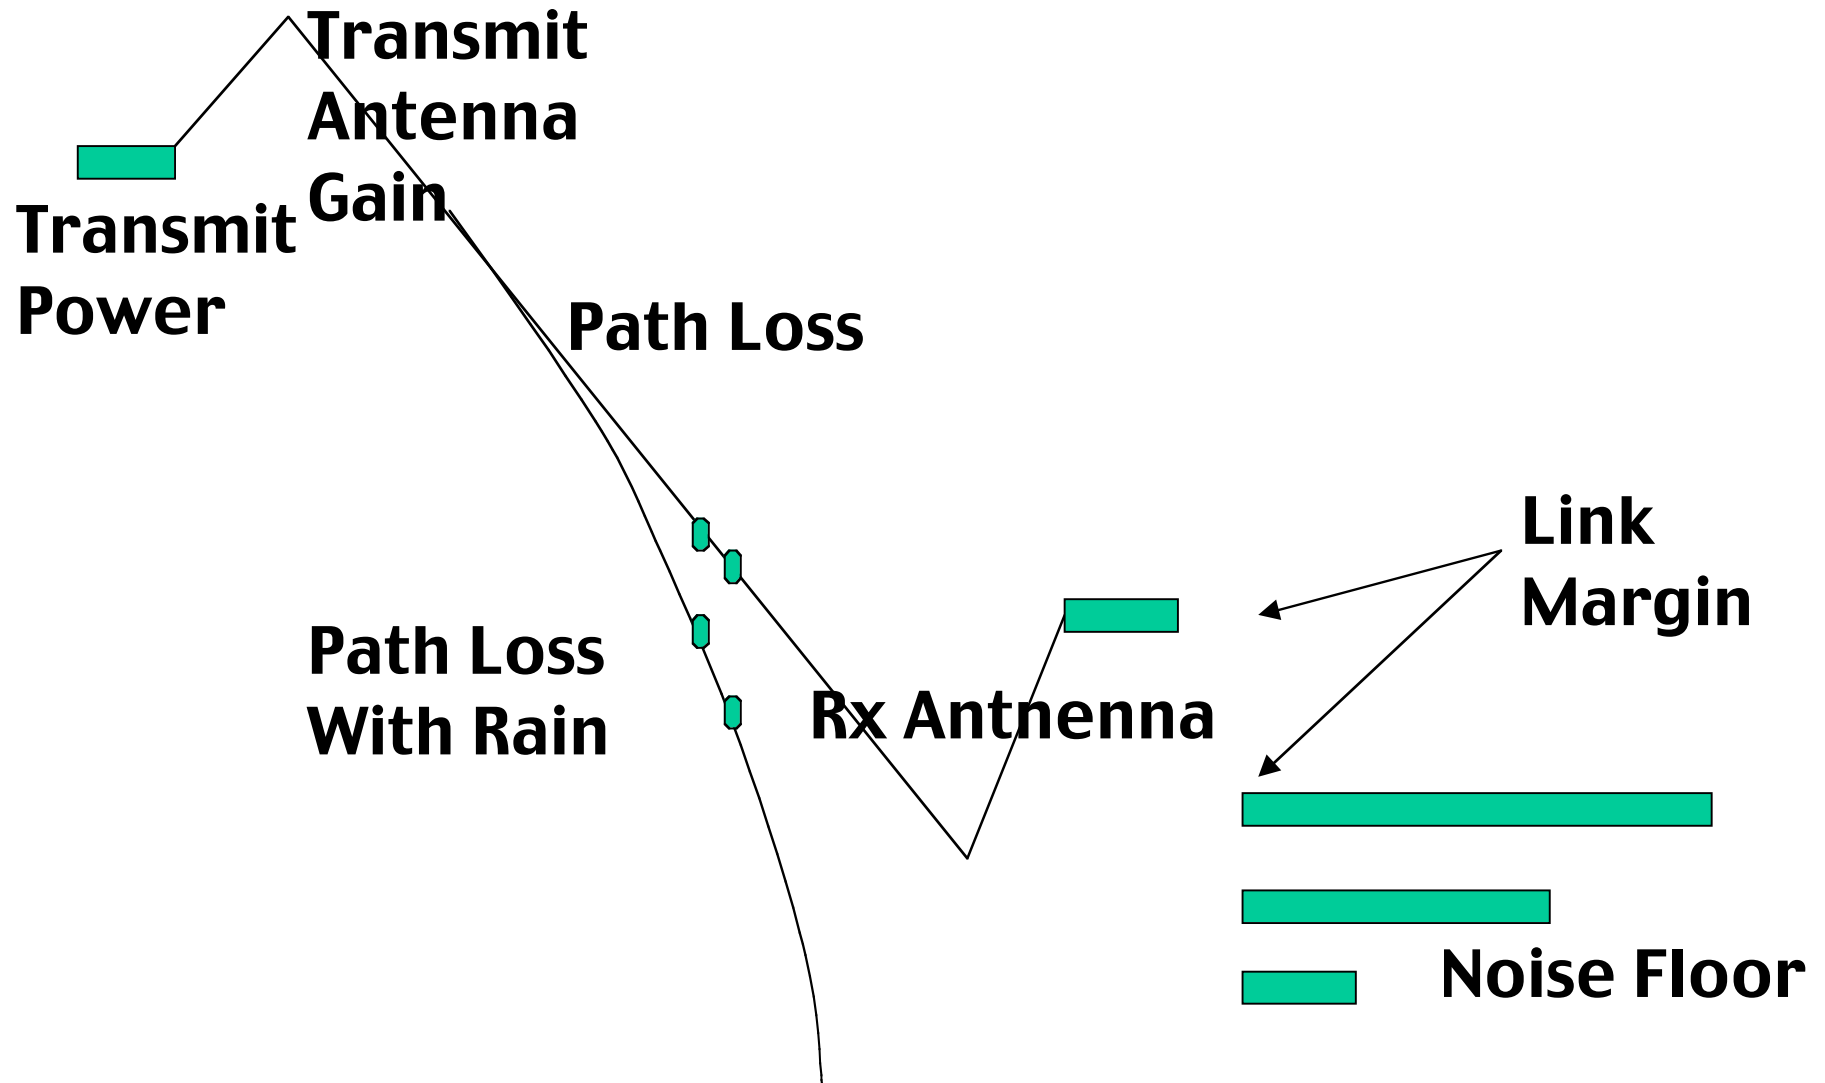 Transmit
Antenna
Gain
Transmit
Power
Path Loss
Link
Margin
Path Loss
With Rain
Rx Antnenna
Noise Floor